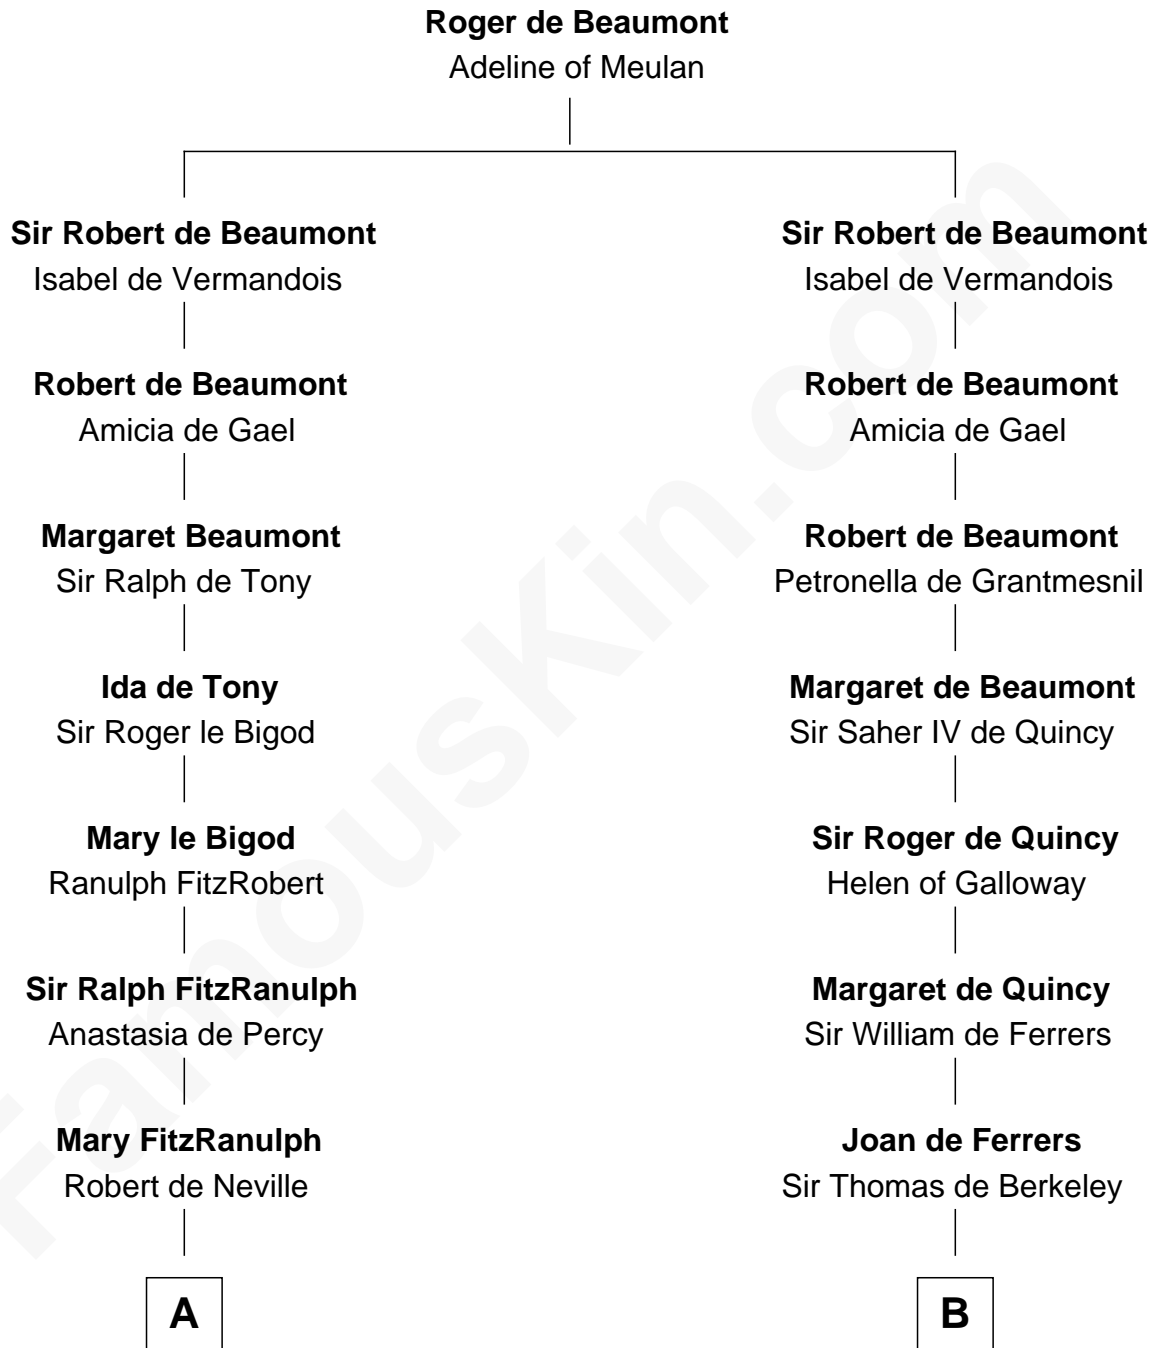 Roger de Beaumont
Adeline of Meulan
Sir Robert de Beaumont
Isabel de Vermandois
Sir Robert de Beaumont
Isabel de Vermandois
Robert de Beaumont
Amicia de Gael
Robert de Beaumont
Amicia de Gael
Margaret Beaumont
Sir Ralph de Tony
Robert de Beaumont
Petronella de Grantmesnil
Ida de Tony
Sir Roger le Bigod
Margaret de Beaumont
Sir Saher IV de Quincy
Mary le Bigod
Ranulph FitzRobert
Sir Roger de Quincy
Helen of Galloway
Sir Ralph FitzRanulph
Anastasia de Percy
Margaret de Quincy
Sir William de Ferrers
Mary FitzRanulph
Robert de Neville
Joan de Ferrers
Sir Thomas de Berkeley
A
B
FamousKin.com